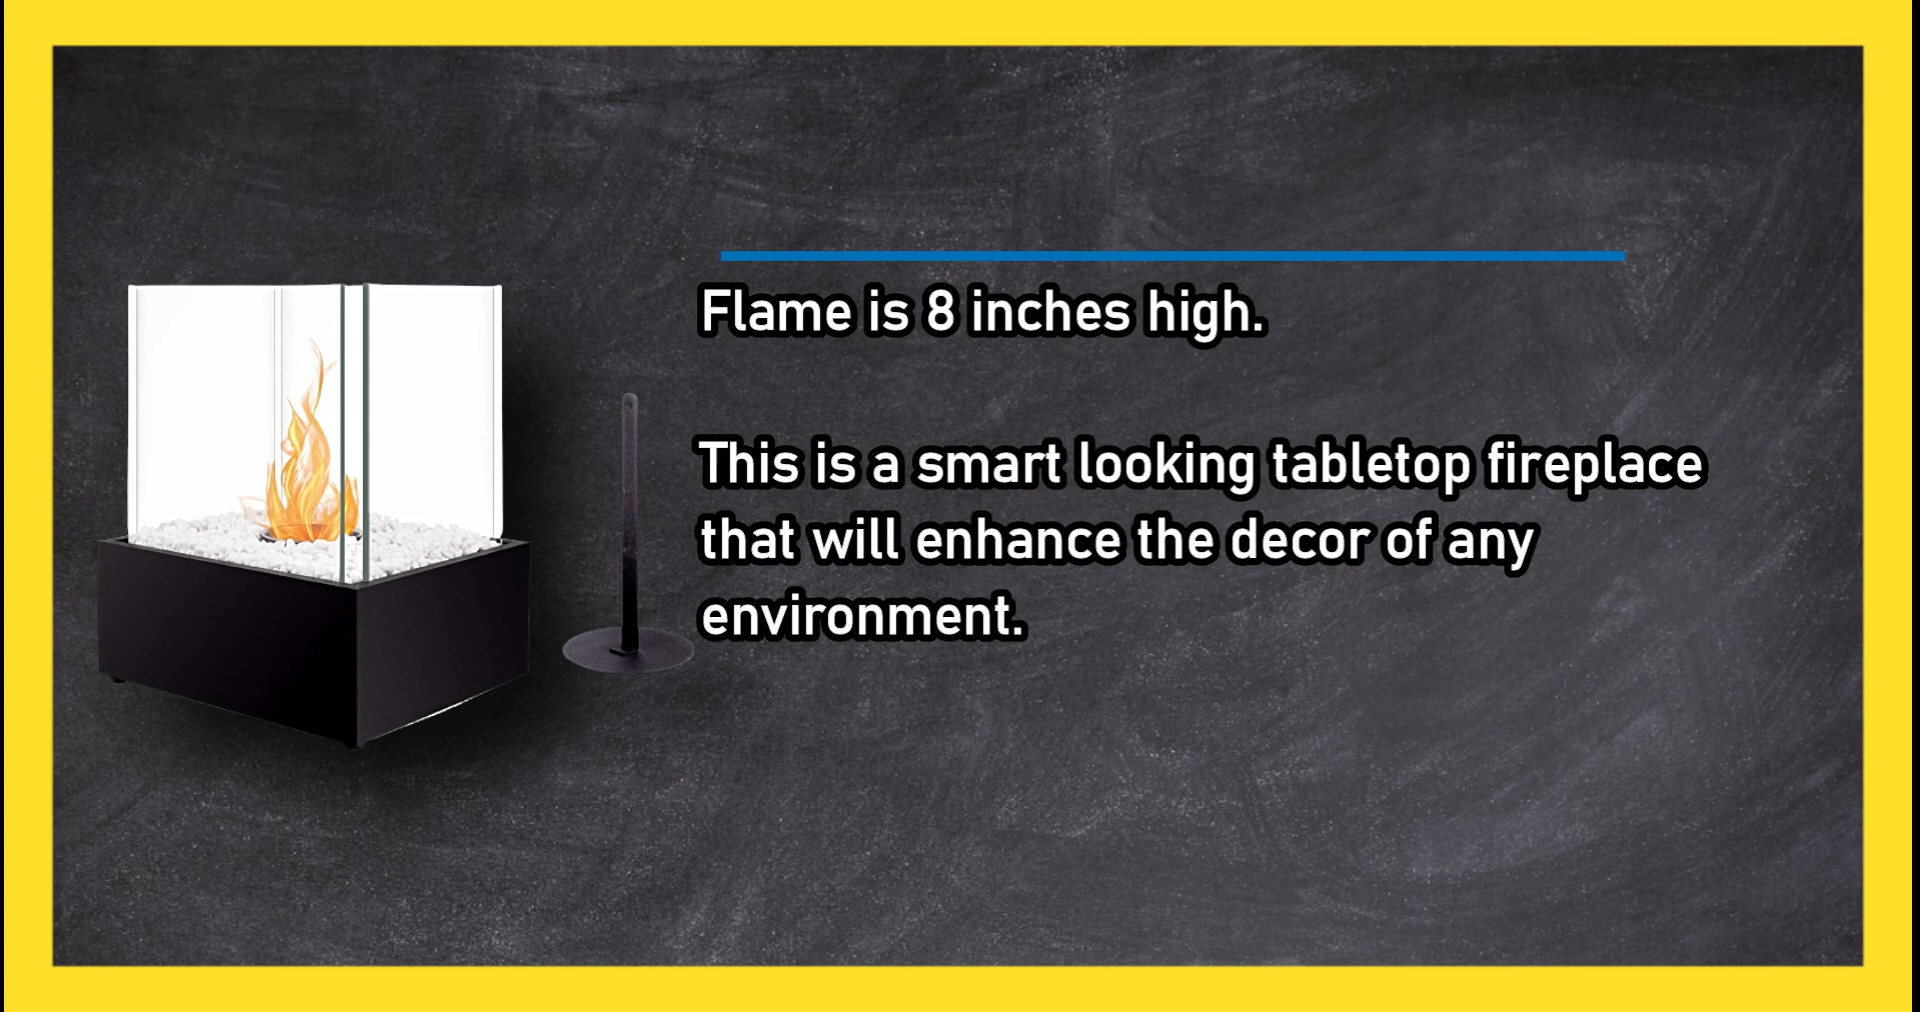 Flame is 8 inches high.
This is a smart looking tabletop fireplace
that will enhance the decor of any
environment.